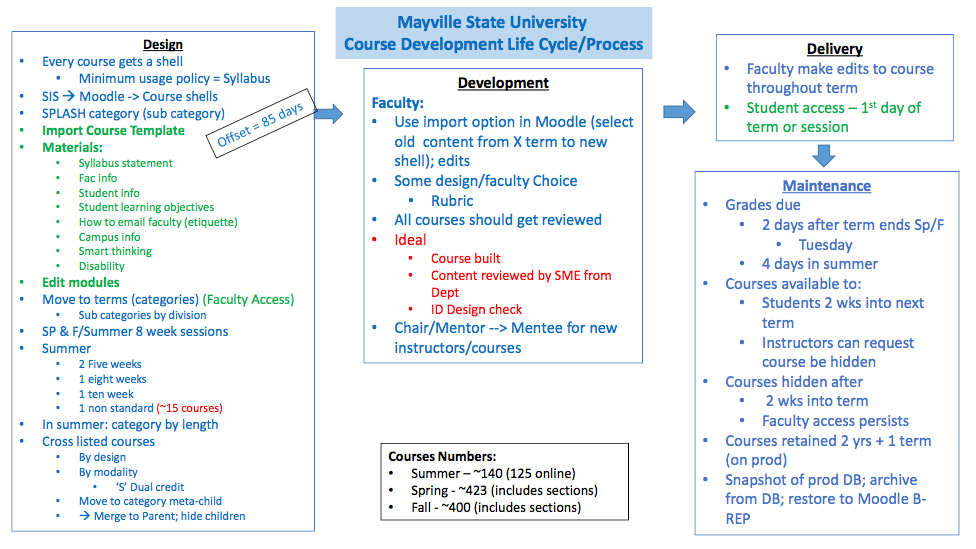 Mayville State University
Course Development Life Cycle/Process
Design
Every course gets a shell
Minimum usage policy = Syllabus
SIS → Moodle -> Course shells
SPLASH category (sub category)
Import Course Template
Materials:
Syllabus statement
Fac info
Student info
Student learning objectives
How to email faculty (etiquette)
Campus info
Smart thinking
Disability
Edit modules
Move to terms (categories) (Faculty Access)
Sub categories by division
SP & F/Summer 8 week sessions
Summer
2 Five weeks
1 eight weeks
1 ten week
1 non standard (~15 courses)
In summer: category by length
Cross listed courses
By design
By modality
‘S’ Dual credit
Move to category meta-child
→ Merge to Parent; hide children
Offset = 85 days
Development
Faculty:
Use import option in Moodle (select
old content from X term to new
shell); edits
Some design/faculty Choice
Rubric
All courses should get reviewed
Ideal
Course built
Content reviewed by SME from
Dept
ID Design check
Chair/Mentor --> Mentee for new
instructors/courses
Courses Numbers:
Summer – ~140 (125 online)
Spring - ~423 (includes sections)
Fall - ~400 (includes sections)
Delivery
Faculty make edits to course
throughout term
Student access – 1st day of
term or session
Maintenance
Grades due
2 days after term ends Sp/F
Tuesday
4 days in summer
Courses available to:
Students 2 wks into next
term
Instructors can request
course be hidden
Courses hidden after
2 wks into term
Faculty access persists
Courses retained 2 yrs + 1 term
(on prod)
Snapshot of prod DB; archive
from DB; restore to Moodle B-
REP